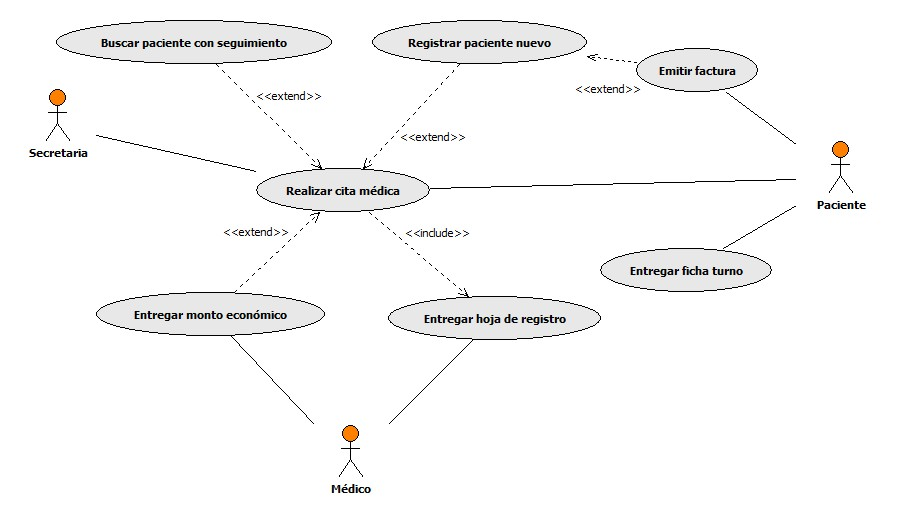 Buscar paciente con seguimiento
Registrar paciente nuevo
Emitir factura
<<extend>>
<<extend>>
<<extend>>
Secretaria
Realizar cita médica
Paciente
<<extend>>
<<include>>
Entregar ficha turno
Entregar monto económico
Entregar hoja de registro
Médico